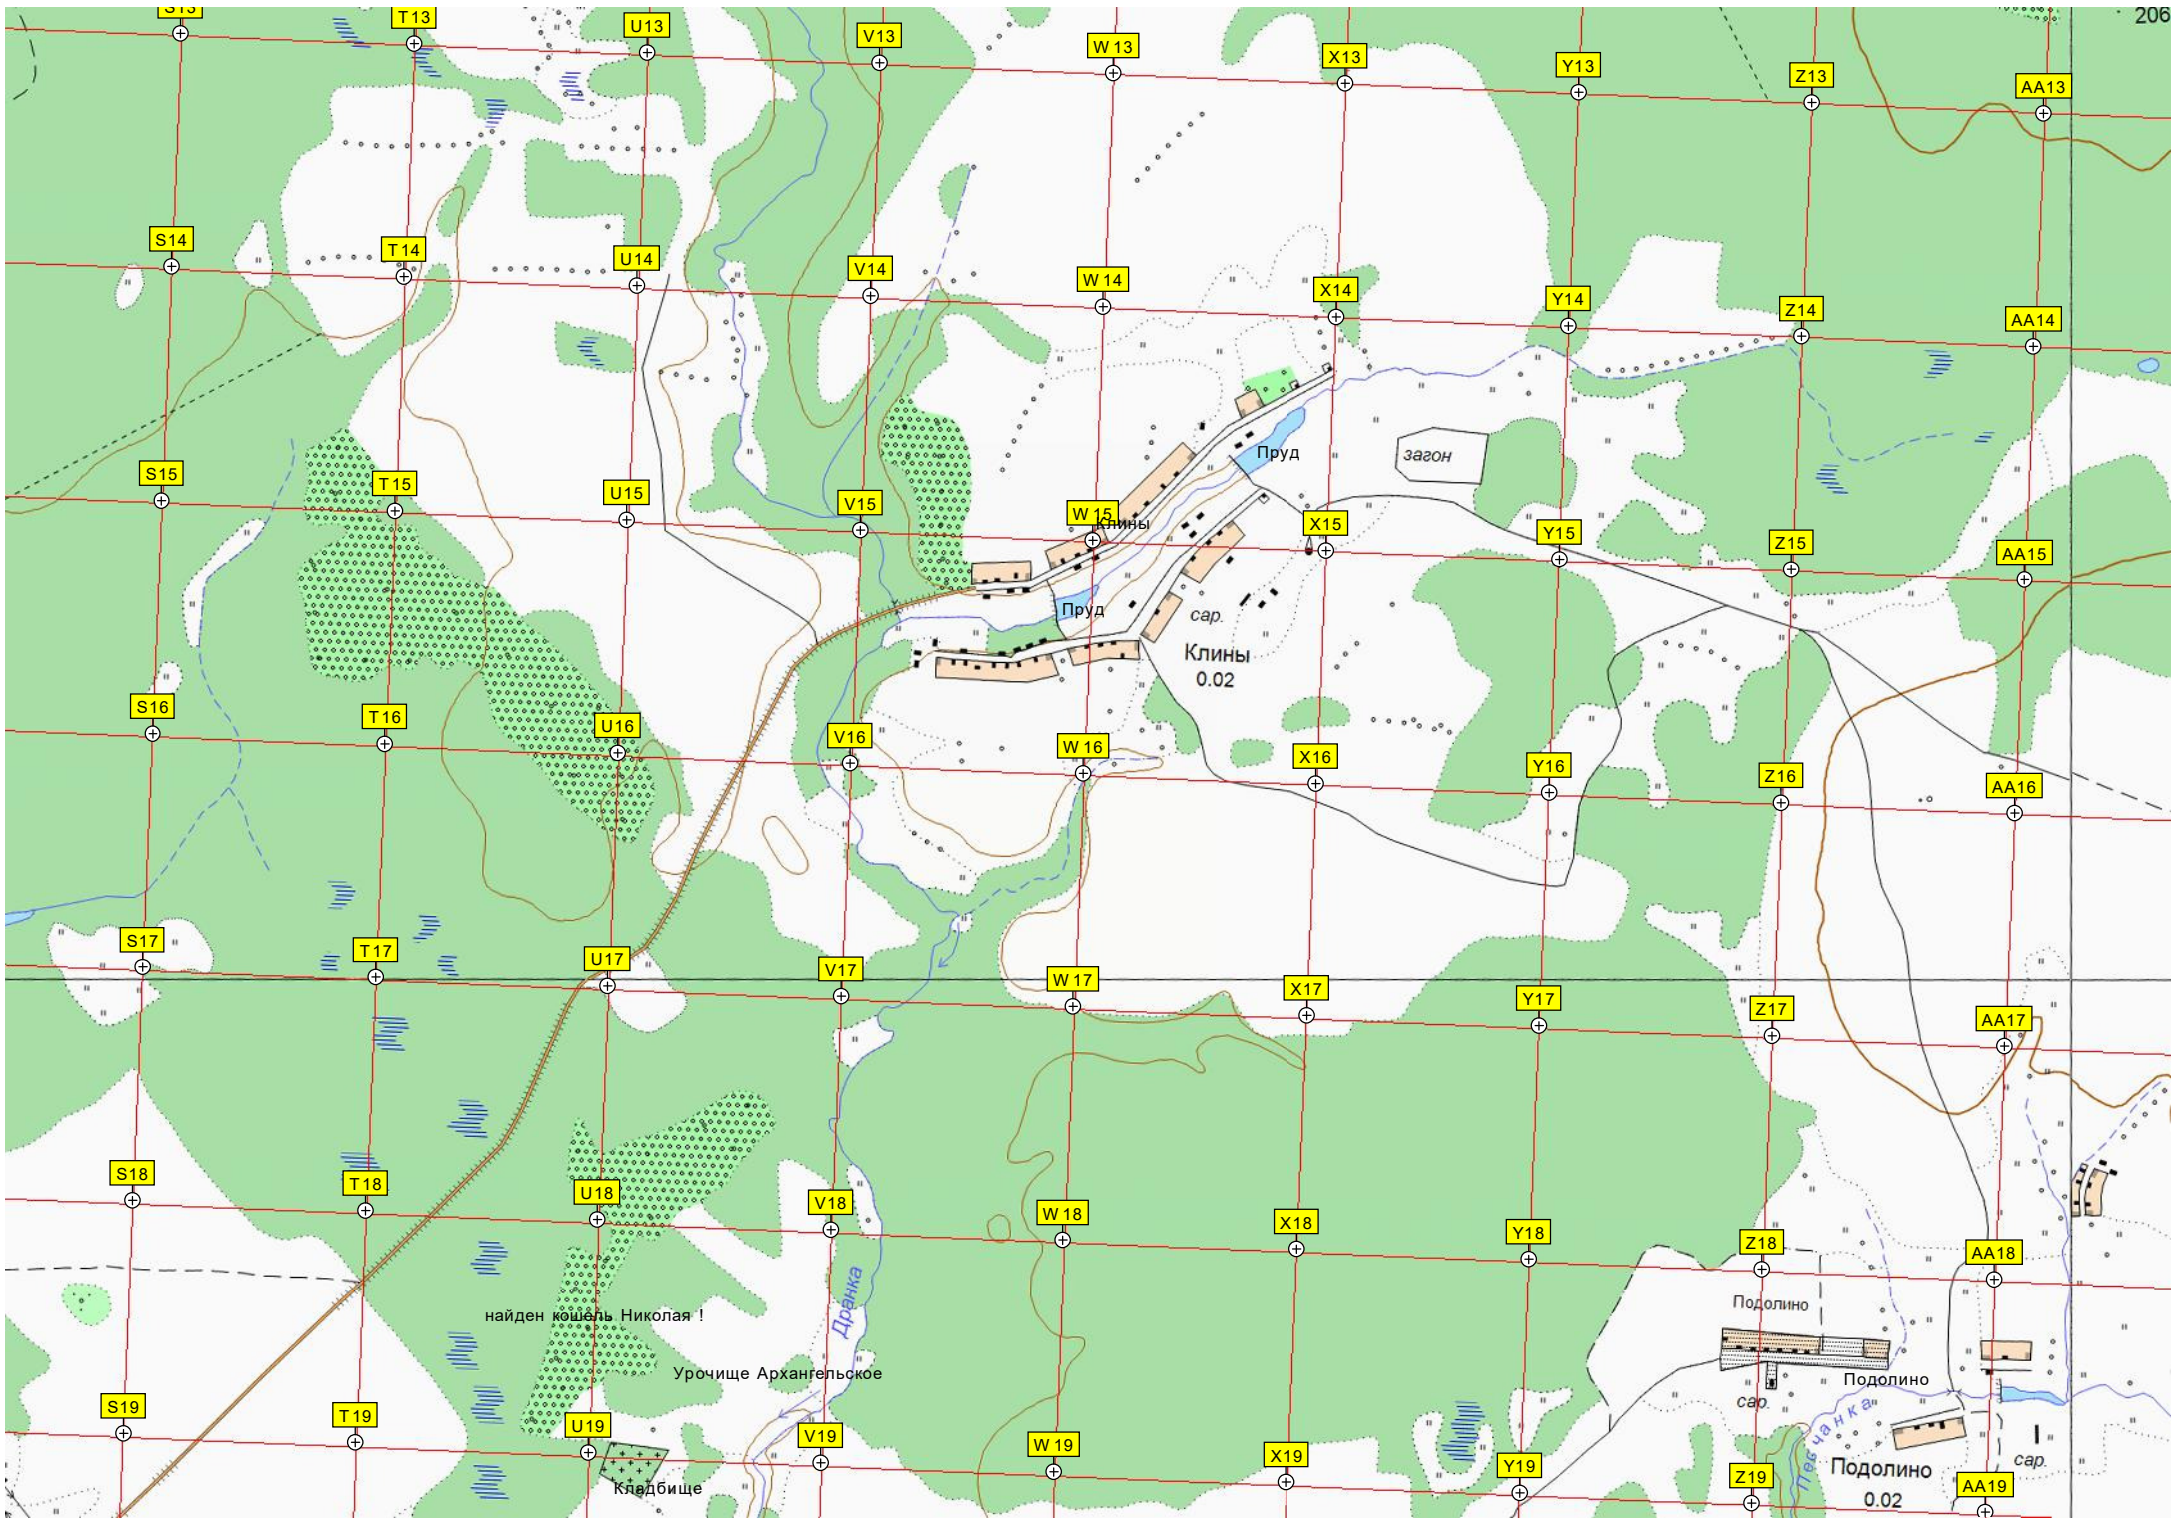 S13
T13
U13
V13
W13
X13
Y13
Z13
AA13
206
S14
T14
U14
V14
W14
X14
Y14
Z14
AA14
Пруд
загон
S15
T15
U15
V15
W15
Клины
X15
Y15
Z15
AA15
Пруд
сар.
Клины
0.02
S16
T16
U16
V16
W16
X16
Y16
Z16
AA16
S17
T17
U17
V17
W17
X17
Y17
Z17
AA17
S18
T18
U18
V18
W18
X18
Y18
Z18
AA18
Дранка
найден кошель Николая !
Подолино
Урочище Архангельское
Подолино
сар.
S19
T19
U19
V19
W19
X19
Y19
Z19
AA19
Кладбище
Подолино
0.02
сар.